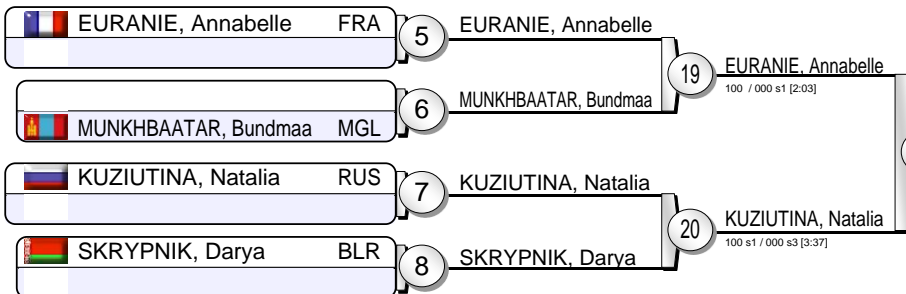 EURANIE, Annabelle FRA
5
EURANIE, Annabelle
19
EURANIE, Annabelle
100 / 000 s1 [2:03]
6
MUNKHBAATAR, Bundmaa
MUNKHBAATAR, Bundmaa MGL
KUZIUTINA, Natalia RUS
7
KUZIUTINA, Natalia
20
KUZIUTINA, Natalia
100 s1 / 000 s3 [3:37]
SKRYPNIK, Darya BLR
8
SKRYPNIK, Darya